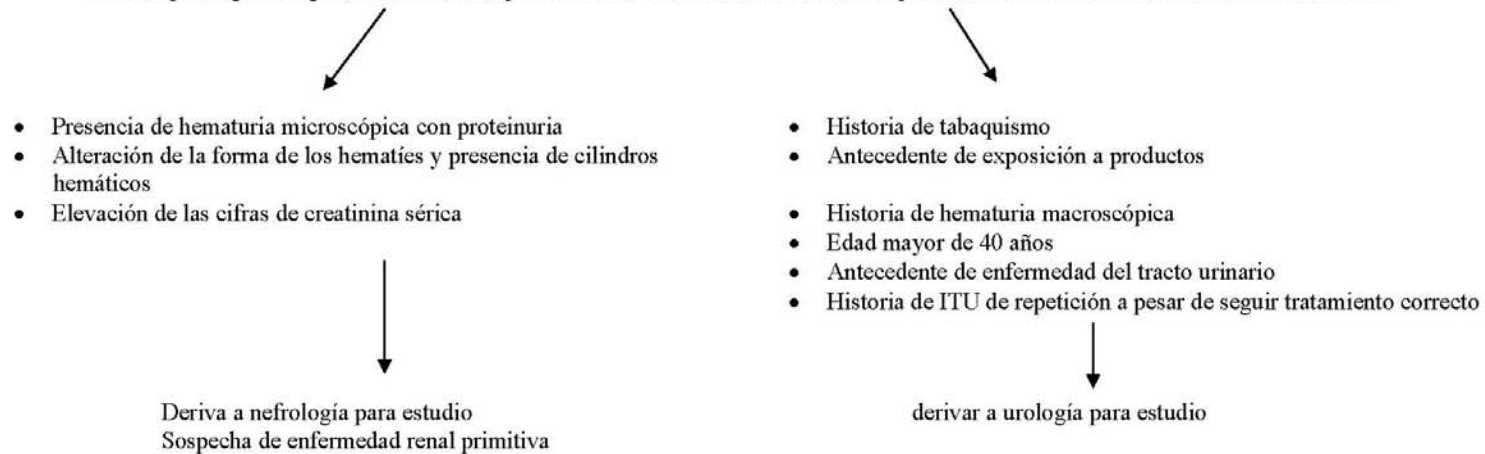 • Presencia de hematuria microscópica con proteinuria
• Alteración de la forma de los hematíes y presencia de cilindros
hemáticos
• Elevación de las cifras de creatinina sérica
Deriva a nefrología para estudio
Sospecha de enfermedad renal primitiva
• Historia de tabaquismo
• Antecedente de exposición a productos
• Historia de hematuria macroscópica
• Edad mayor de 40 años
• Antecedente de enfermedad del tracto urinario
• Historia de ITU de repetición a pesar de seguir tratamiento correcto
derivar a urología para estudio